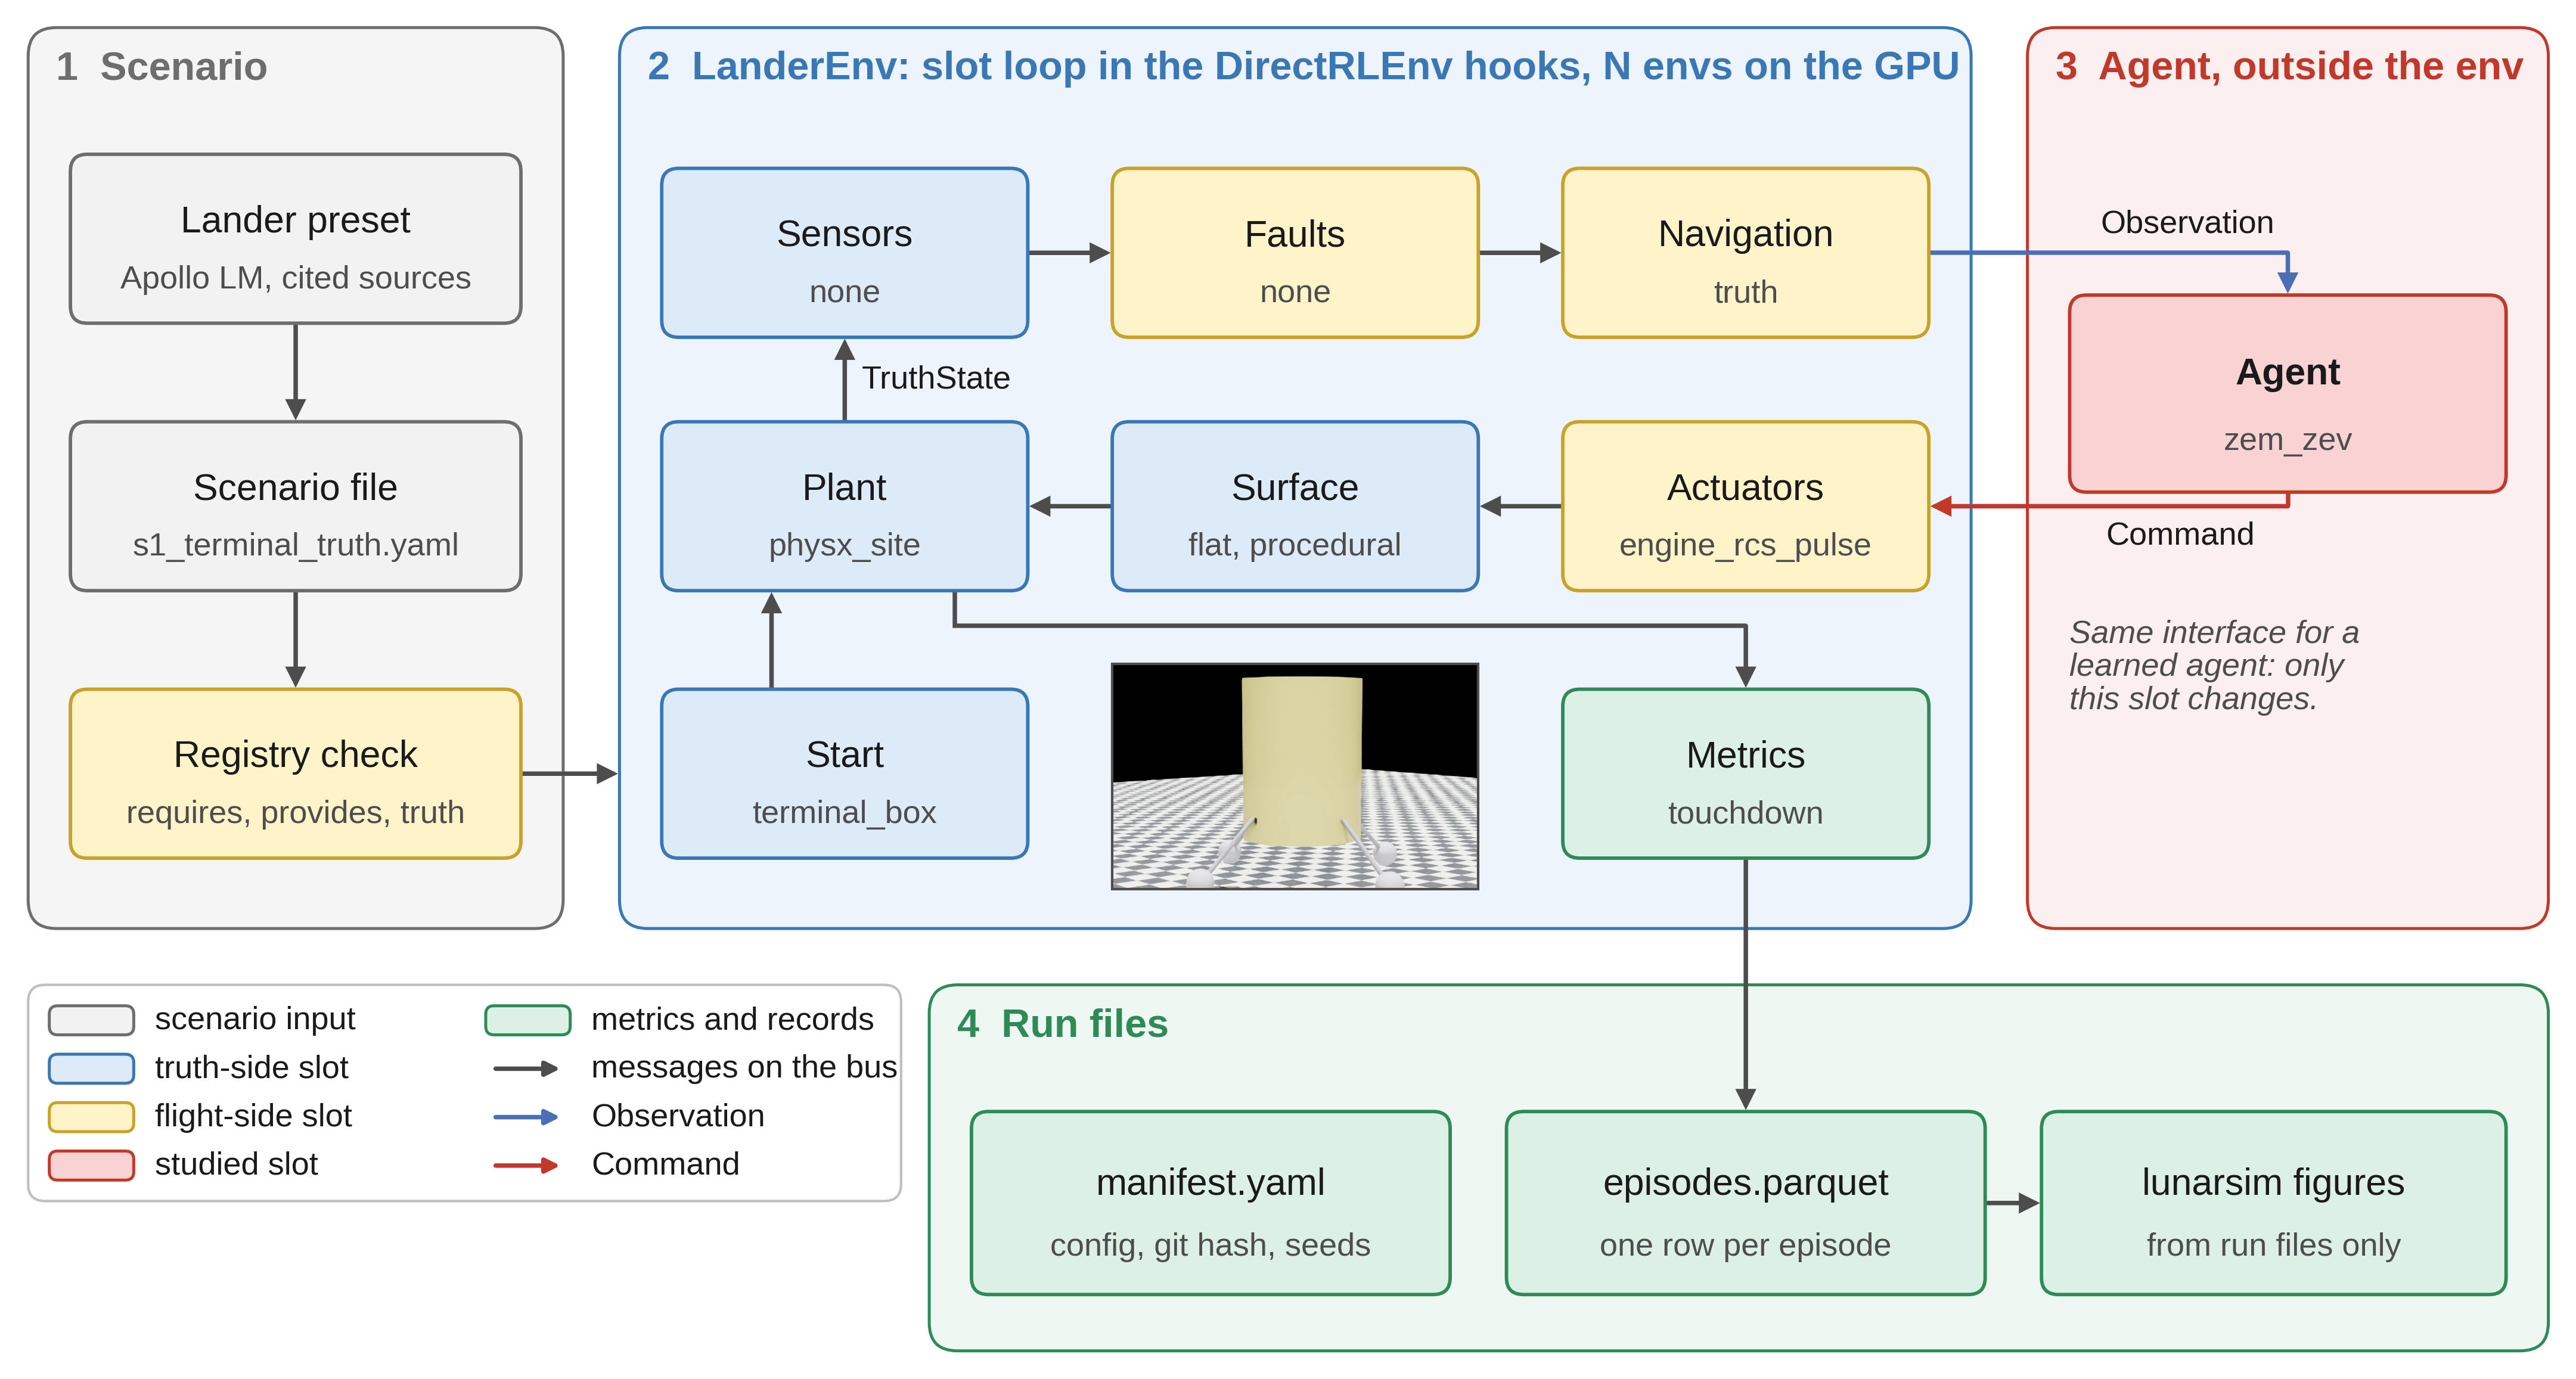 1 Scenario
Lander preset
Apollo LM, cited sources
Scenario file
s1_terminal_truth.yaml
Registry check
requires, provides, truth
2 LanderEnv: slot loop in the DirectRLEnv hooks, N envs on the GPU
Sensors
none
Faults
none
Navigation
truth
TruthState
Plant
physx_site
Surface
flat, procedural
Actuators
engine_rcs_pulse
Start
terminal_box
Metrics
touchdown
3 Agent, outside the env
Observation
Agent
zem_zev
Command
Same interface for a
learned agent: only
this slot changes.
scenario input
truth-side slot
flight-side slot
studied slot
metrics and records
messages on the bus
Observation
Command
4 Run files
manifest.yaml
config, git hash, seeds
episodes.parquet
one row per episode
lunarsim figures
from run files only